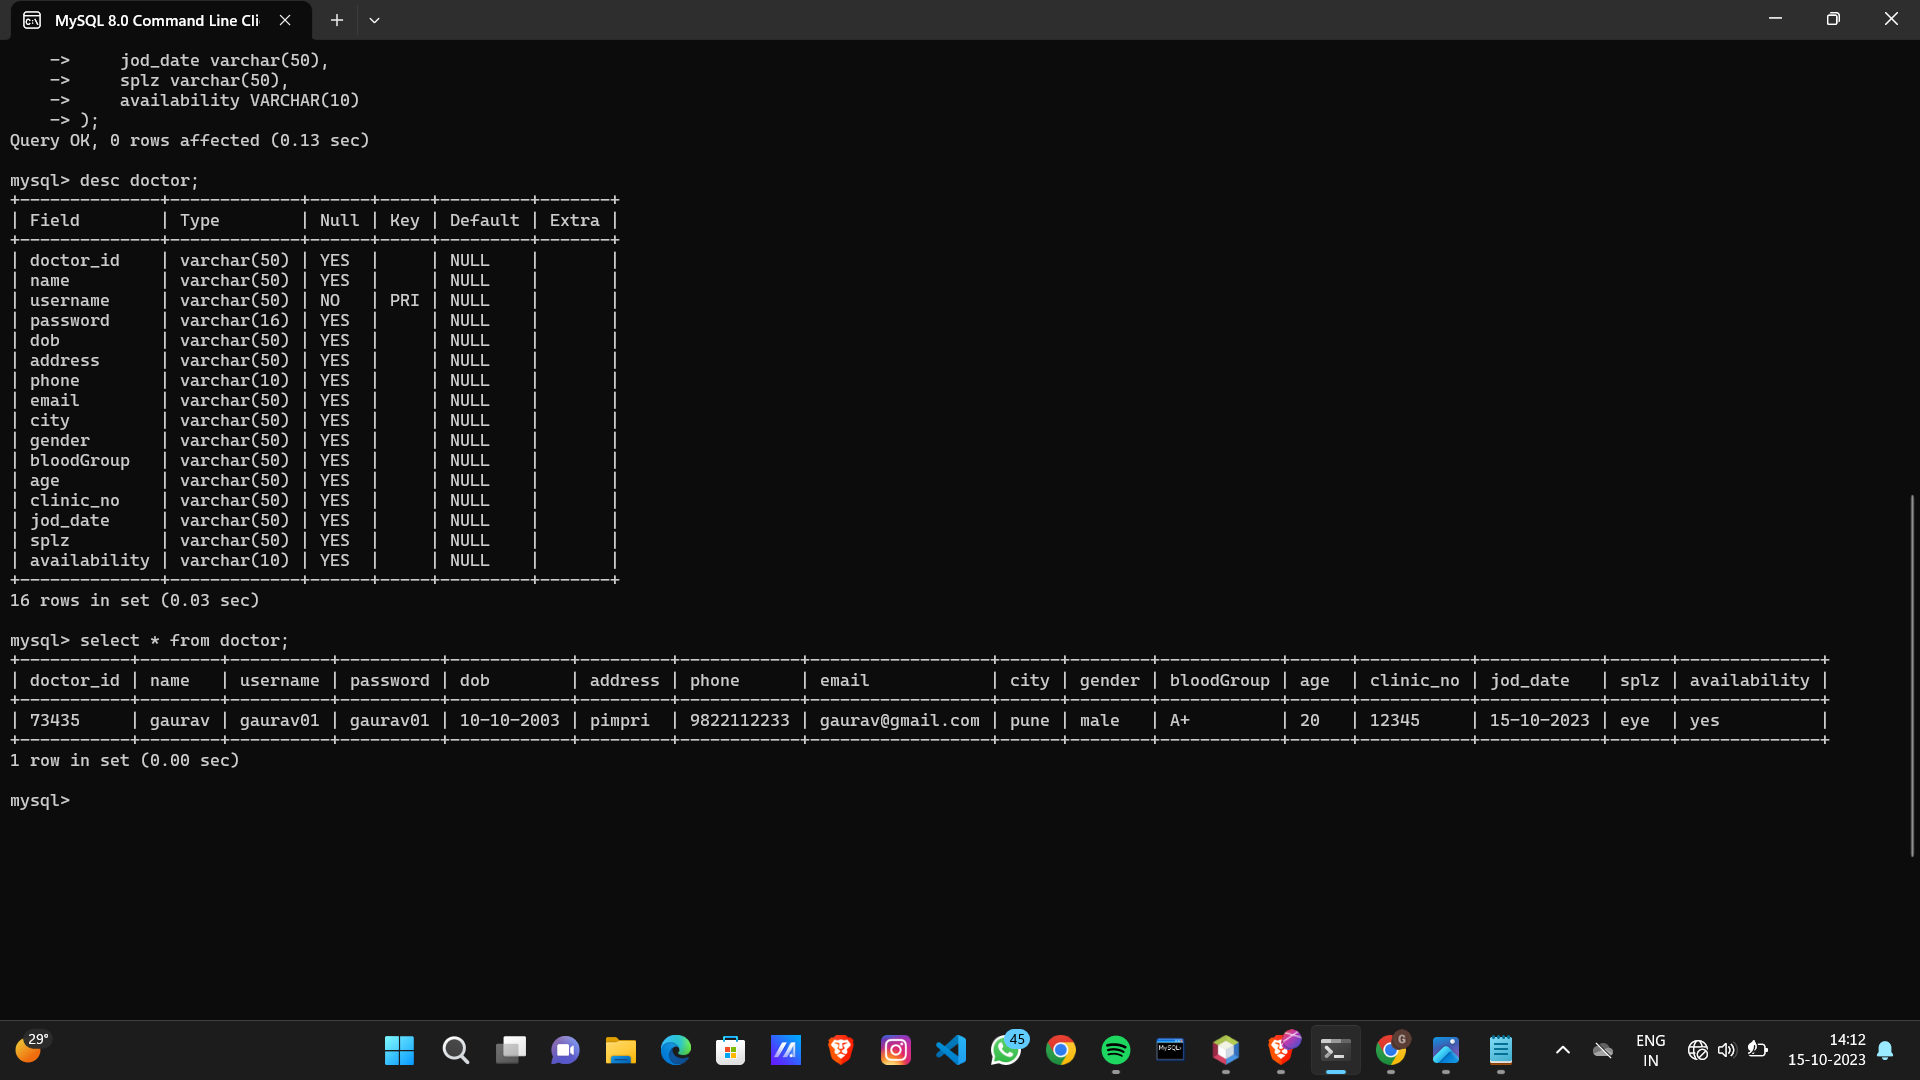 MySQL 8.0 Command Line Cli
    ->     jod_date varchar(50),
    ->     splz varchar(50),
    ->     availability VARCHAR(10)
    -> );
Query OK, 0 rows affected (0.13 sec)
mysql> desc doctor;
+--------------+-------------+------+-----+---------+-------+
| Field        | Type        | Null | Key | Default | Extra |
+--------------+-------------+------+-----+---------+-------+
| doctor_id    | varchar(50) | YES  |     | NULL    |       |
| name         | varchar(50) | YES  |     | NULL    |       |
| username     | varchar(50) | NO   | PRI | NULL    |       |
| password     | varchar(16) | YES  |     | NULL    |       |
| dob          | varchar(50) | YES  |     | NULL    |       |
| address      | varchar(50) | YES  |     | NULL    |       |
| phone        | varchar(10) | YES  |     | NULL    |       |
| email        | varchar(50) | YES  |     | NULL    |       |
| city         | varchar(50) | YES  |     | NULL    |       |
| gender       | varchar(50) | YES  |     | NULL    |       |
| bloodGroup   | varchar(50) | YES  |     | NULL    |       |
| age          | varchar(50) | YES  |     | NULL    |       |
| clinic_no    | varchar(50) | YES  |     | NULL    |       |
| jod_date     | varchar(50) | YES  |     | NULL    |       |
| splz         | varchar(50) | YES  |     | NULL    |       |
| availability | varchar(10) | YES  |     | NULL    |       |
+--------------+-------------+------+-----+---------+-------+
16 rows in set (0.03 sec)
mysql> select * from doctor;
+-----------+--------+----------+----------+------------+---------+------------+------------------+------+--------+------------+------+-----------+------------+------+--------------+
| doctor_id | name   | username | password | dob        | address | phone      | email            | city | gender | bloodGroup | age  | clinic_no | jod_date   | splz | availability |
+-----------+--------+----------+----------+------------+---------+------------+------------------+------+--------+------------+------+-----------+------------+------+--------------+
| 73435     | gaurav | gaurav01 | gaurav01 | 10-10-2003 | pimpri  | 9822112233 | gaurav@gmail.com | pune | male   | A+         | 20   | 12345     | 15-10-2023 | eye  | yes          |
+-----------+--------+----------+----------+------------+---------+------------+------------------+------+--------+------------+------+-----------+------------+------+--------------+
1 row in set (0.00 sec)
mysql>
29°
45
MySQL
G
ENG
IN
14:12
15-10-2023